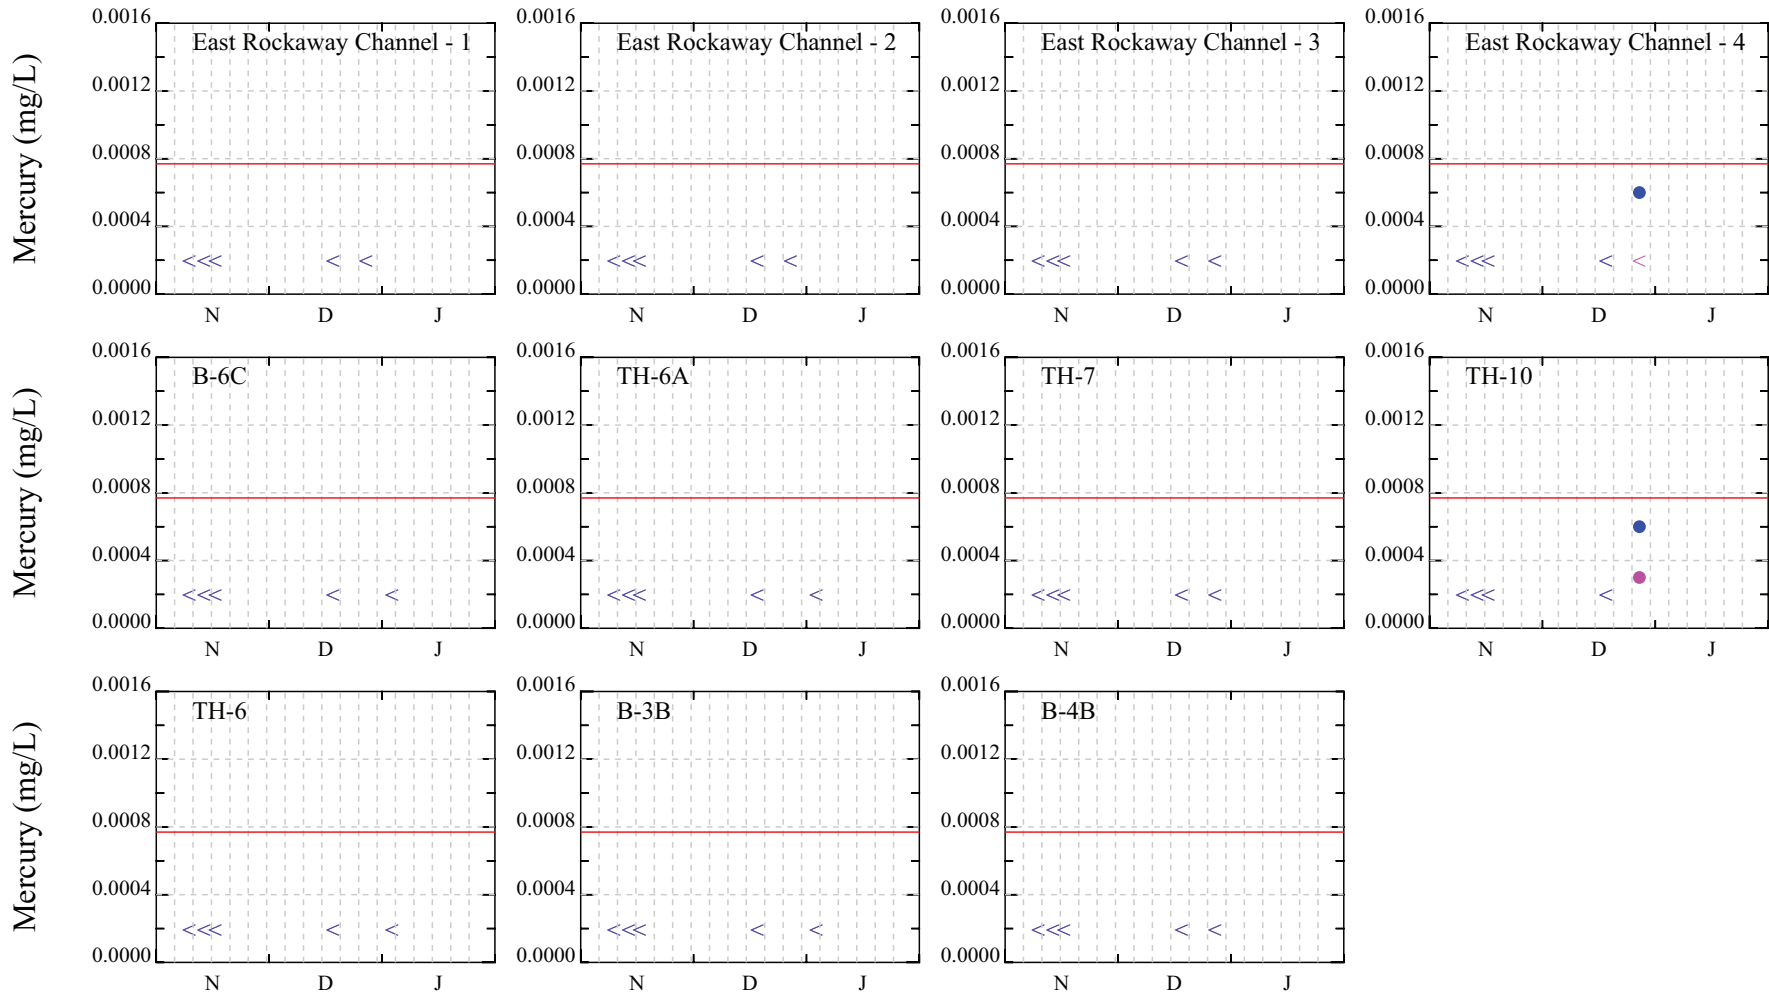 Mercury (mg/L)
East Rockaway Channel - 1
0.0016
0.0012
0.0008
0.0004
0.0000
<<< < <
N D J
East Rockaway Channel - 2
0.0016
0.0012
0.0008
0.0004
0.0000
<<< < <
N D J
East Rockaway Channel - 3
0.0016
0.0012
0.0008
0.0004
0.0000
<<< < <
N D J
East Rockaway Channel - 4
0.0016
0.0012
0.0008
0.0004
0.0000
<<< < <
N D J
Mercury (mg/L)
B-6C
0.0016
0.0012
0.0008
0.0004
0.0000
<<< < <
N D J
TH-6A
0.0016
0.0012
0.0008
0.0004
0.0000
<<< < <
N D J
TH-7
0.0016
0.0012
0.0008
0.0004
0.0000
<<< < <
N D J
TH-10
0.0016
0.0012
0.0008
0.0004
0.0000
<<< <
N D J
Mercury (mg/L)
TH-6
0.0016
0.0012
0.0008
0.0004
0.0000
<<< < <
N D J
B-3B
0.0016
0.0012
0.0008
0.0004
0.0000
<<< < <
N D J
B-4B
0.0016
0.0012
0.0008
0.0004
0.0000
<<< < <
N D J